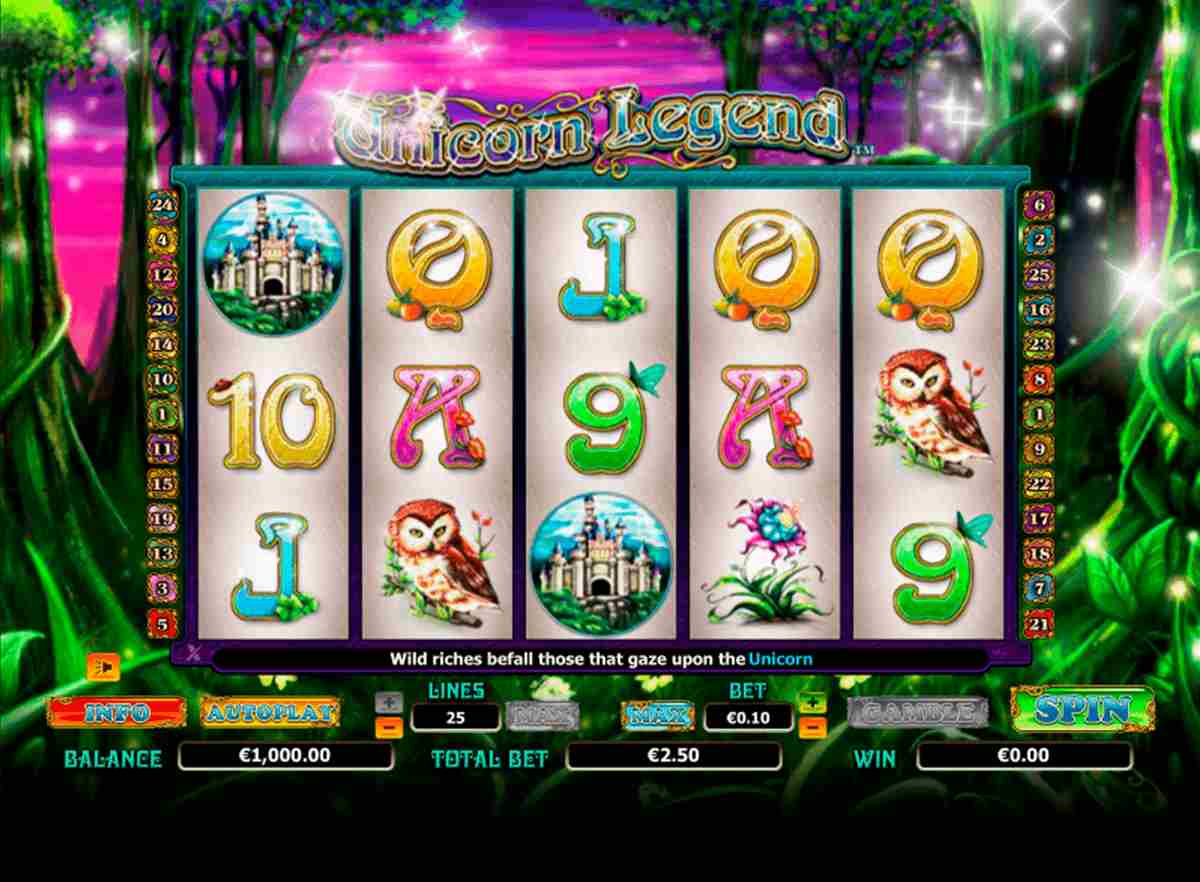 Unicorn Legend™
24 6
4 2
12 25
20 16
14 23
10 8
1 1
11 9
15 22
19 17
13 18
3 7
5 21
Q J Q Q
10 A 9 A
J 9
Wild riches befall those that gaze upon the Unicorn
LINES BET
INFO AUTOPLAY + - 25 MAX MAX €0.10 + - GAMBLE SPIN
BALANCE €1,000.00 TOTAL BET €2.50 WIN €0.00